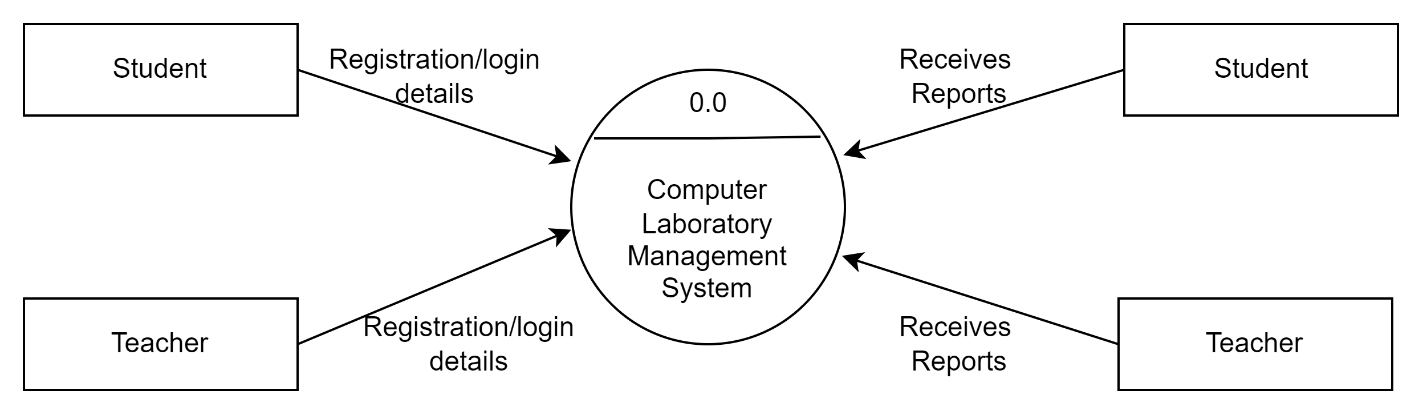 Student
Registration/login
details
0.0
Computer
Laboratory
Management
System
Receives
Reports
Student
Teacher
Registration/login
details
Receives
Reports
Teacher